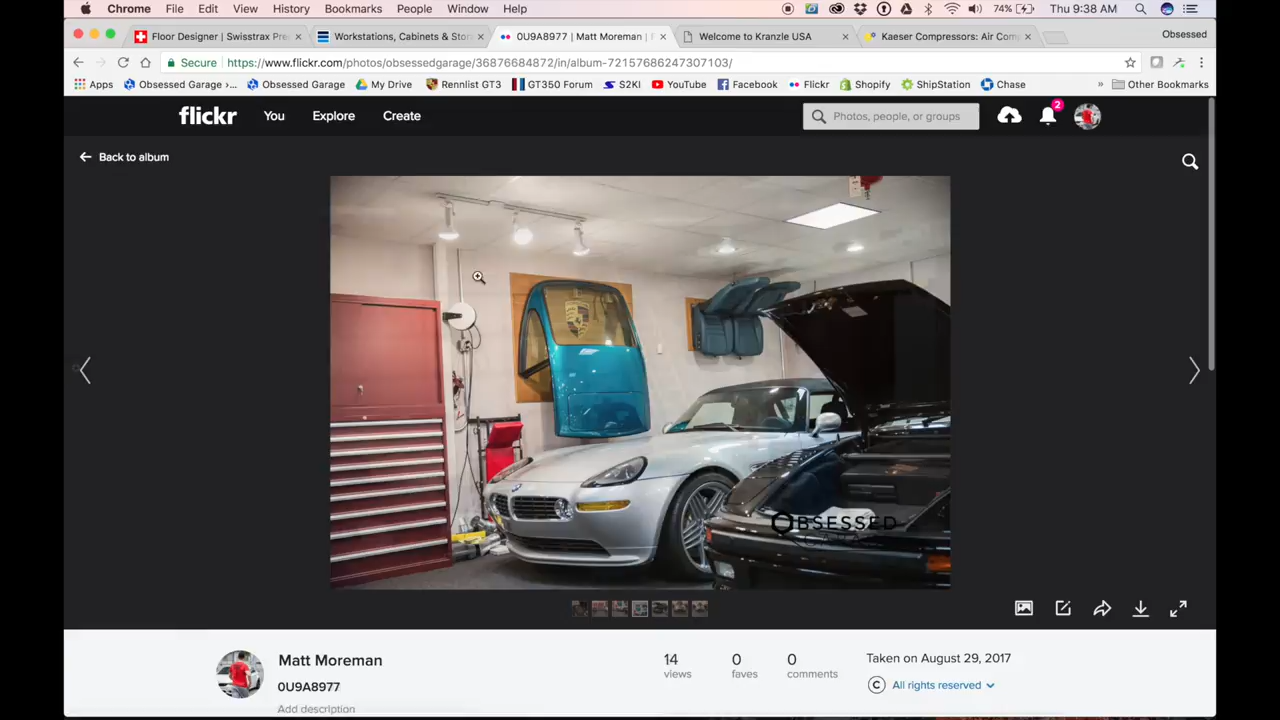 Chrome File Edit View History Bookmarks People Window Help 74% Thu 9:38 AM
Floor Designer | Swisstrax Pre Workstations, Cabinets & Stor 0U9A8977 | Matt Moreman | F Welcome to Kranzle USA Kaeser Compressors: Air Com Obsessed
Secure https://www.flickr.com/photos/obsessedgarage/36876684872/in/album-72157686247307103/
Apps Obsessed Garage >... Obsessed Garage My Drive Rennlist GT3 GT350 Forum S2KI YouTube Facebook Flickr Shopify ShipStation Chase » Other Bookmarks
flickr You Explore Create Photos, people, or groups 2
Back to album
OBSESSED
Matt Moreman
0U9A8977
Add description
14
views
0
faves
0
comments
Taken on August 29, 2017
© All rights reserved